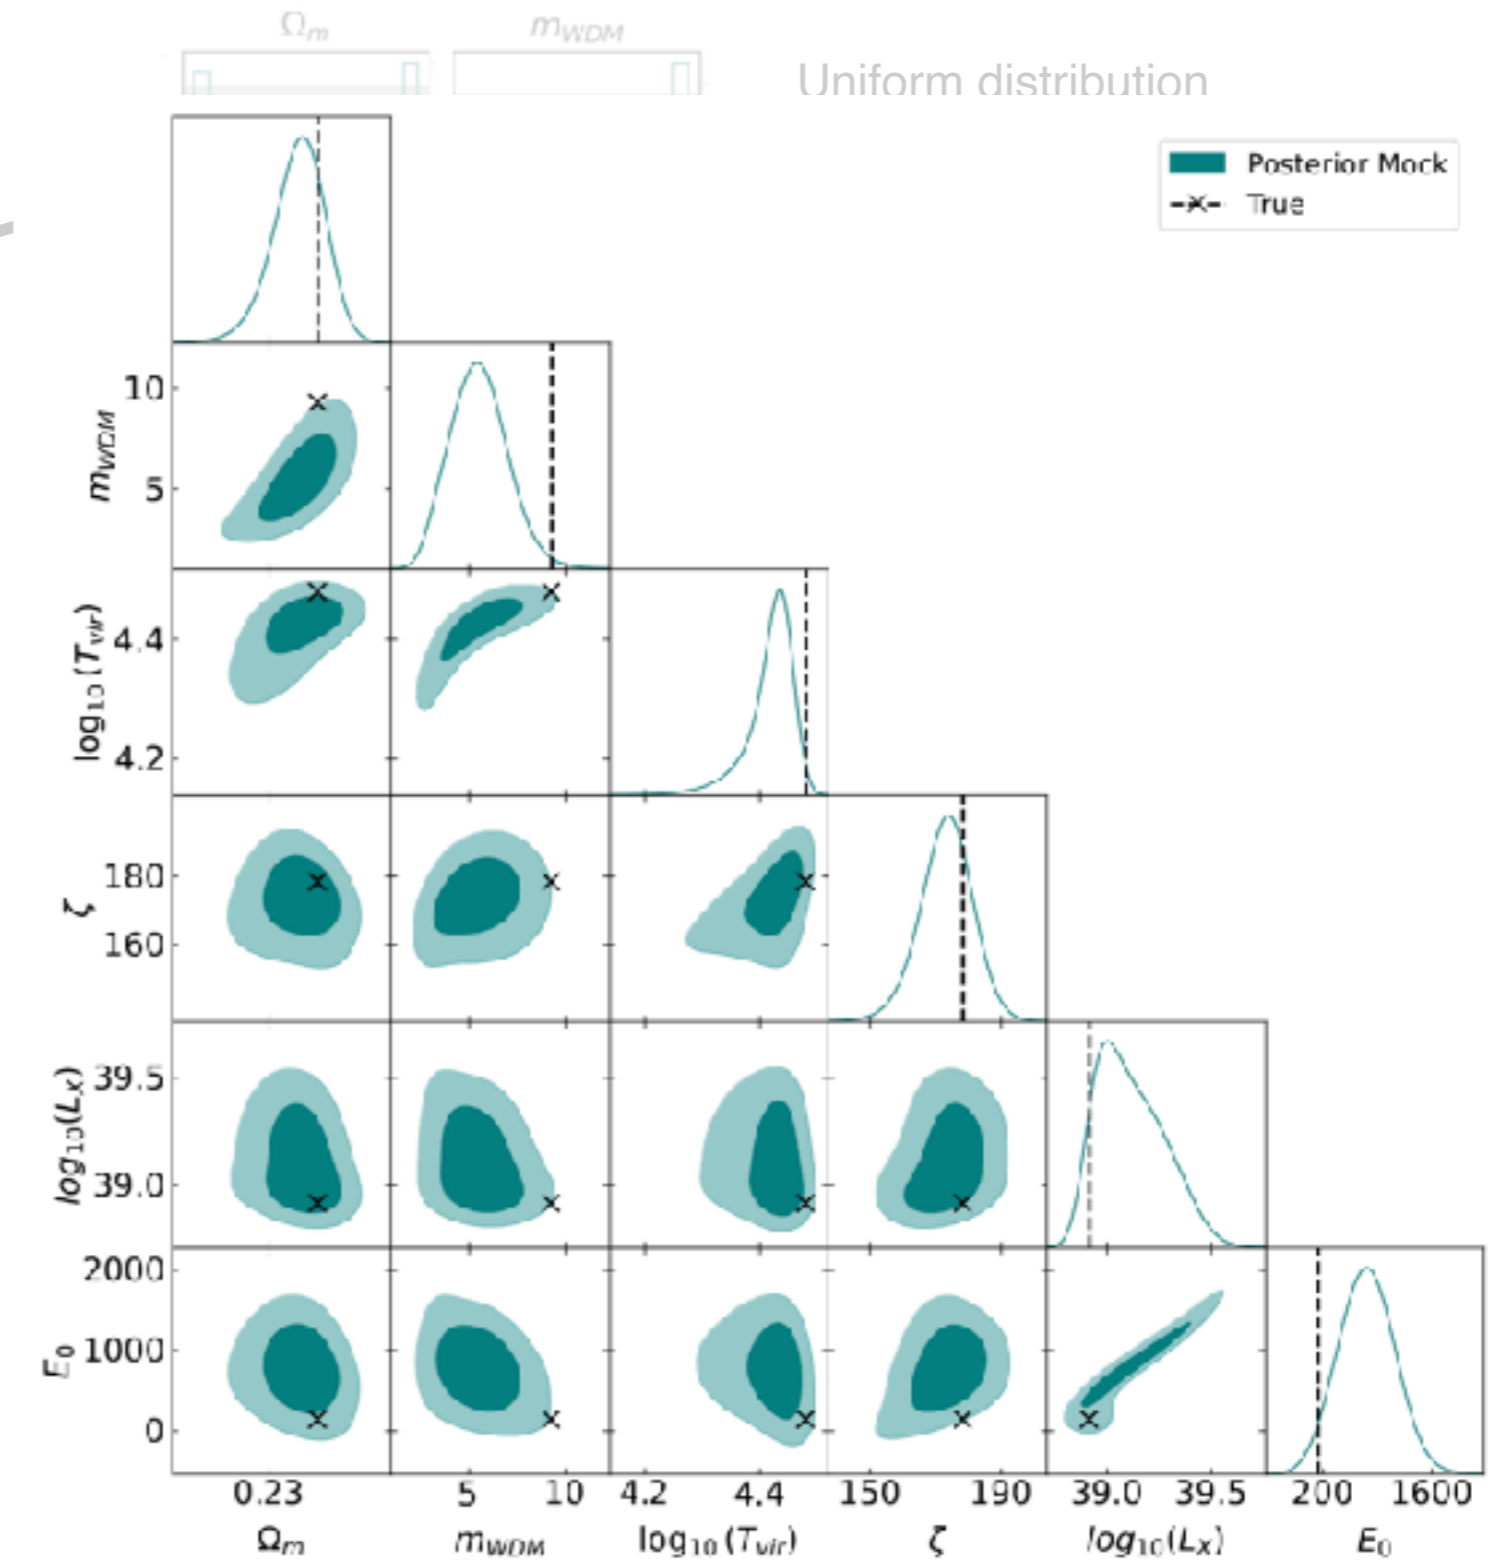 Ωm mWDM
Uniform distribution
Posterior Mock
True
10
mWDM
5
log10(Tvir)
4.4
4.2
180
ζ
160
39.5
log10(Lx)
39.0
2000
E0
1000
0
0.23 5 10 4.2 4.4 150 190 39.0 39.5 200 1600
Ωm mWDM log10(Tvir) ζ log10(Lx) E0